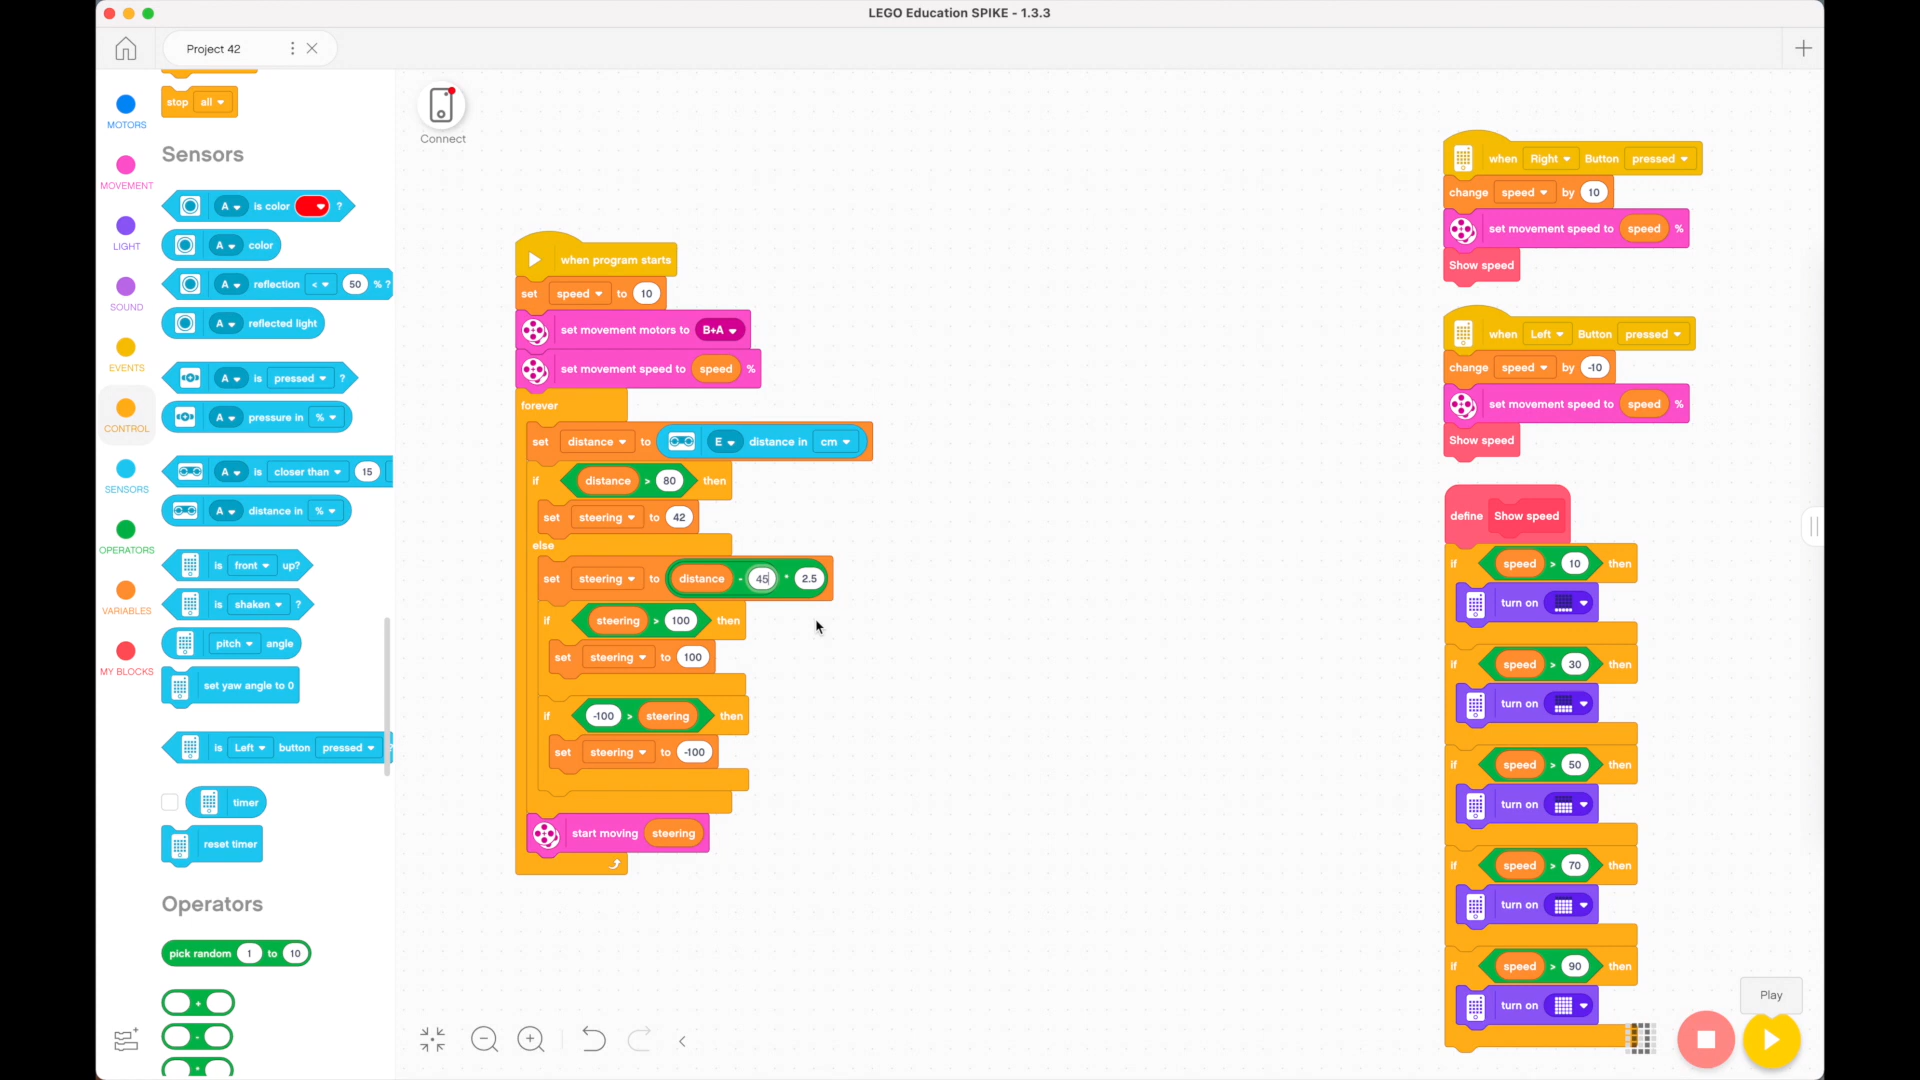 LEGO Education SPIKE - 1.3.3
Project 42
stop all
MOTORS
MOVEMENT
LIGHT
SOUND
EVENTS
CONTROL
SENSORS
OPERATORS
VARIABLES
MY BLOCKS
Sensors
A is color ?
A color
A reflection < 50 % ?
A reflected light
A is pressed ?
A pressure in %
A is closer than 15
A distance in %
is front up?
is shaken ?
pitch angle
set yaw angle to 0
is Left button pressed ?
timer
reset timer
Operators
pick random 1 to 10
+
-
*
Connect
when program starts
set speed to 10
set movement motors to B+A
set movement speed to speed %
forever
set distance to E distance in cm
if distance > 80 then
set steering to 42
else
set steering to distance - 45 * 2.5
if steering > 100 then
set steering to 100
if -100 > steering then
set steering to -100
start moving steering
when Right Button pressed
change speed by 10
set movement speed to speed %
Show speed
when Left Button pressed
change speed by -10
set movement speed to speed %
Show speed
define Show speed
if speed > 10 then
turn on
if speed > 30 then
turn on
if speed > 50 then
turn on
if speed > 70 then
turn on
if speed > 90 then
turn on
Play